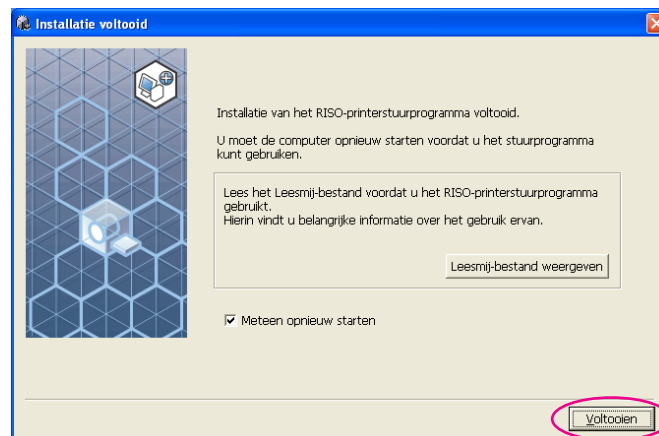 Installatie voltooid
Installatie van het RISO-printerstuurprogramma voltooid.
U moet de computer opnieuw starten voordat u het stuurprogramma
kunt gebruiken.
Lees het Leesmij-bestand voordat u het RISO-printerstuurprogramma
gebruikt.
Hierin vindt u belangrijke informatie over het gebruik ervan.
Leesmij-bestand weergeven
Meteen opnieuw starten
Voltooien